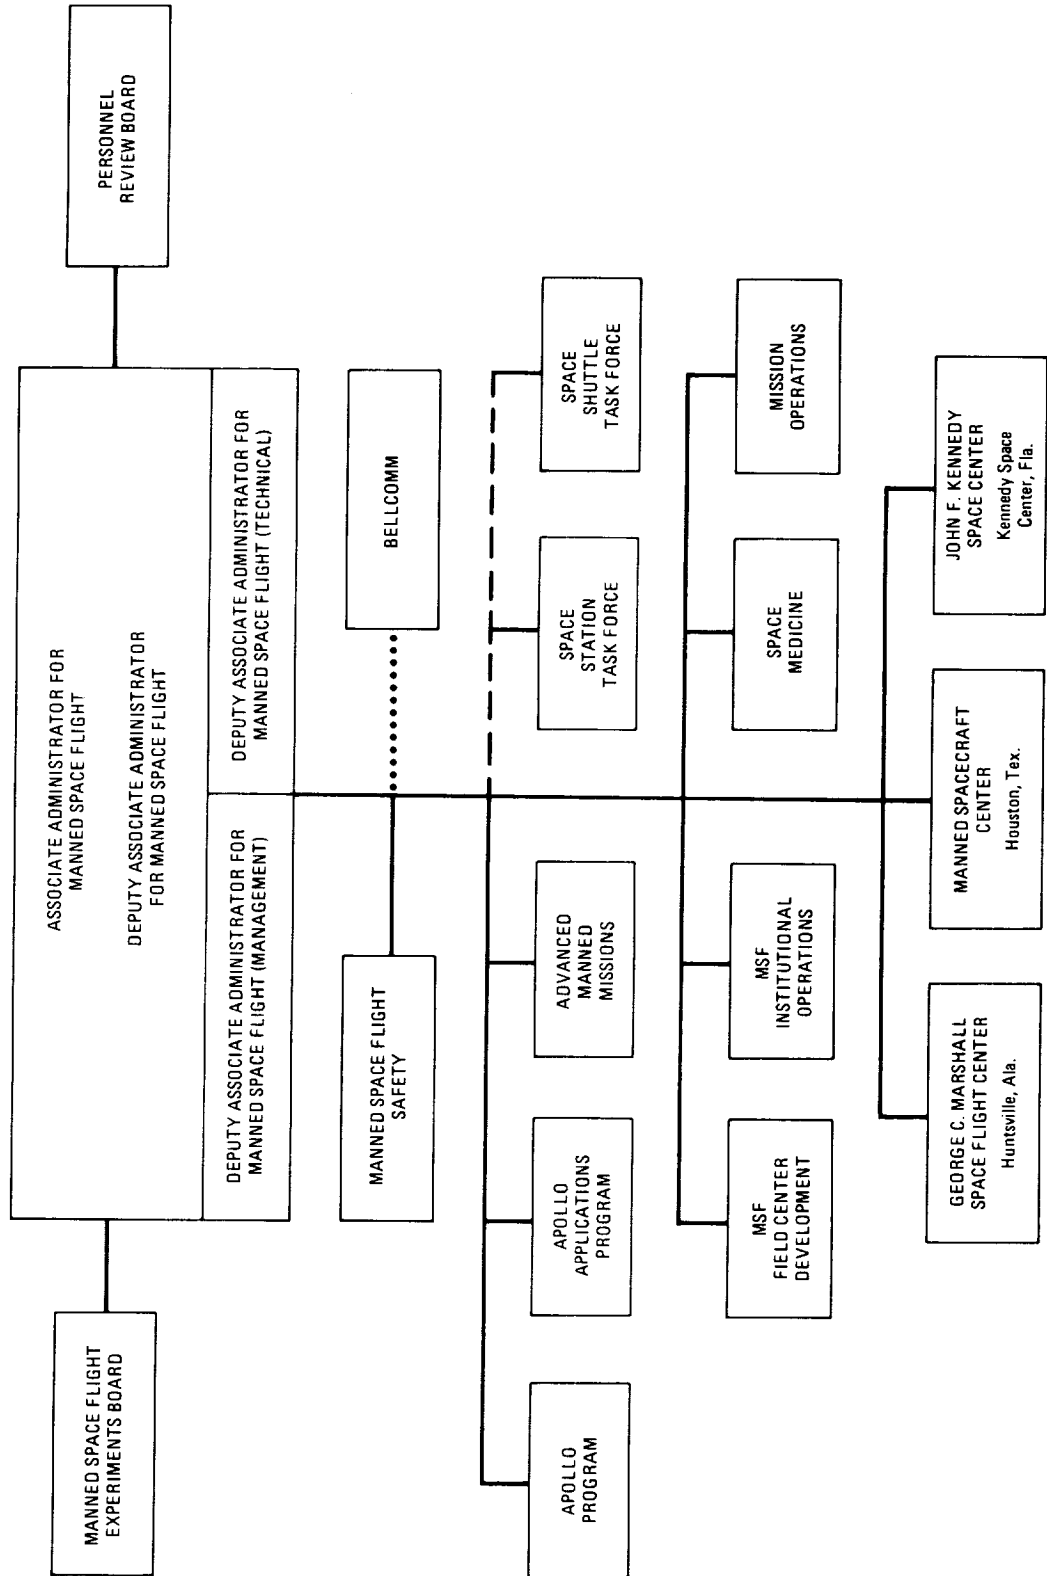 MANNED SPACE FLIGHT
EXPERIMENTS BOARD
ASSOCIATE ADMINISTRATOR FOR
MANNED SPACE FLIGHT
DEPUTY ASSOCIATE ADMINISTRATOR
FOR MANNED SPACE FLIGHT
PERSONNEL
REVIEW BOARD
DEPUTY ASSOCIATE ADMINISTRATOR FOR
MANNED SPACE FLIGHT (MANAGEMENT)
DEPUTY ASSOCIATE ADMINISTRATOR FOR
MANNED SPACE FLIGHT (TECHNICAL)
MANNED SPACE FLIGHT
SAFETY
BELLCOMM
APOLLO
PROGRAM
APOLLO
APPLICATIONS
PROGRAM
ADVANCED
MANNED
MISSIONS
SPACE
STATION
TASK FORCE
SPACE
SHUTTLE
TASK FORCE
MSF
FIELD CENTER
DEVELOPMENT
MSF
INSTITUTIONAL
OPERATIONS
SPACE
MEDICINE
MISSION
OPERATIONS
GEORGE C. MARSHALL
SPACE FLIGHT CENTER
Huntsville, Ala.
MANNED SPACECRAFT
CENTER
Houston, Tex.
JOHN F. KENNEDY
SPACE CENTER
Kennedy Space
Center, Fla.